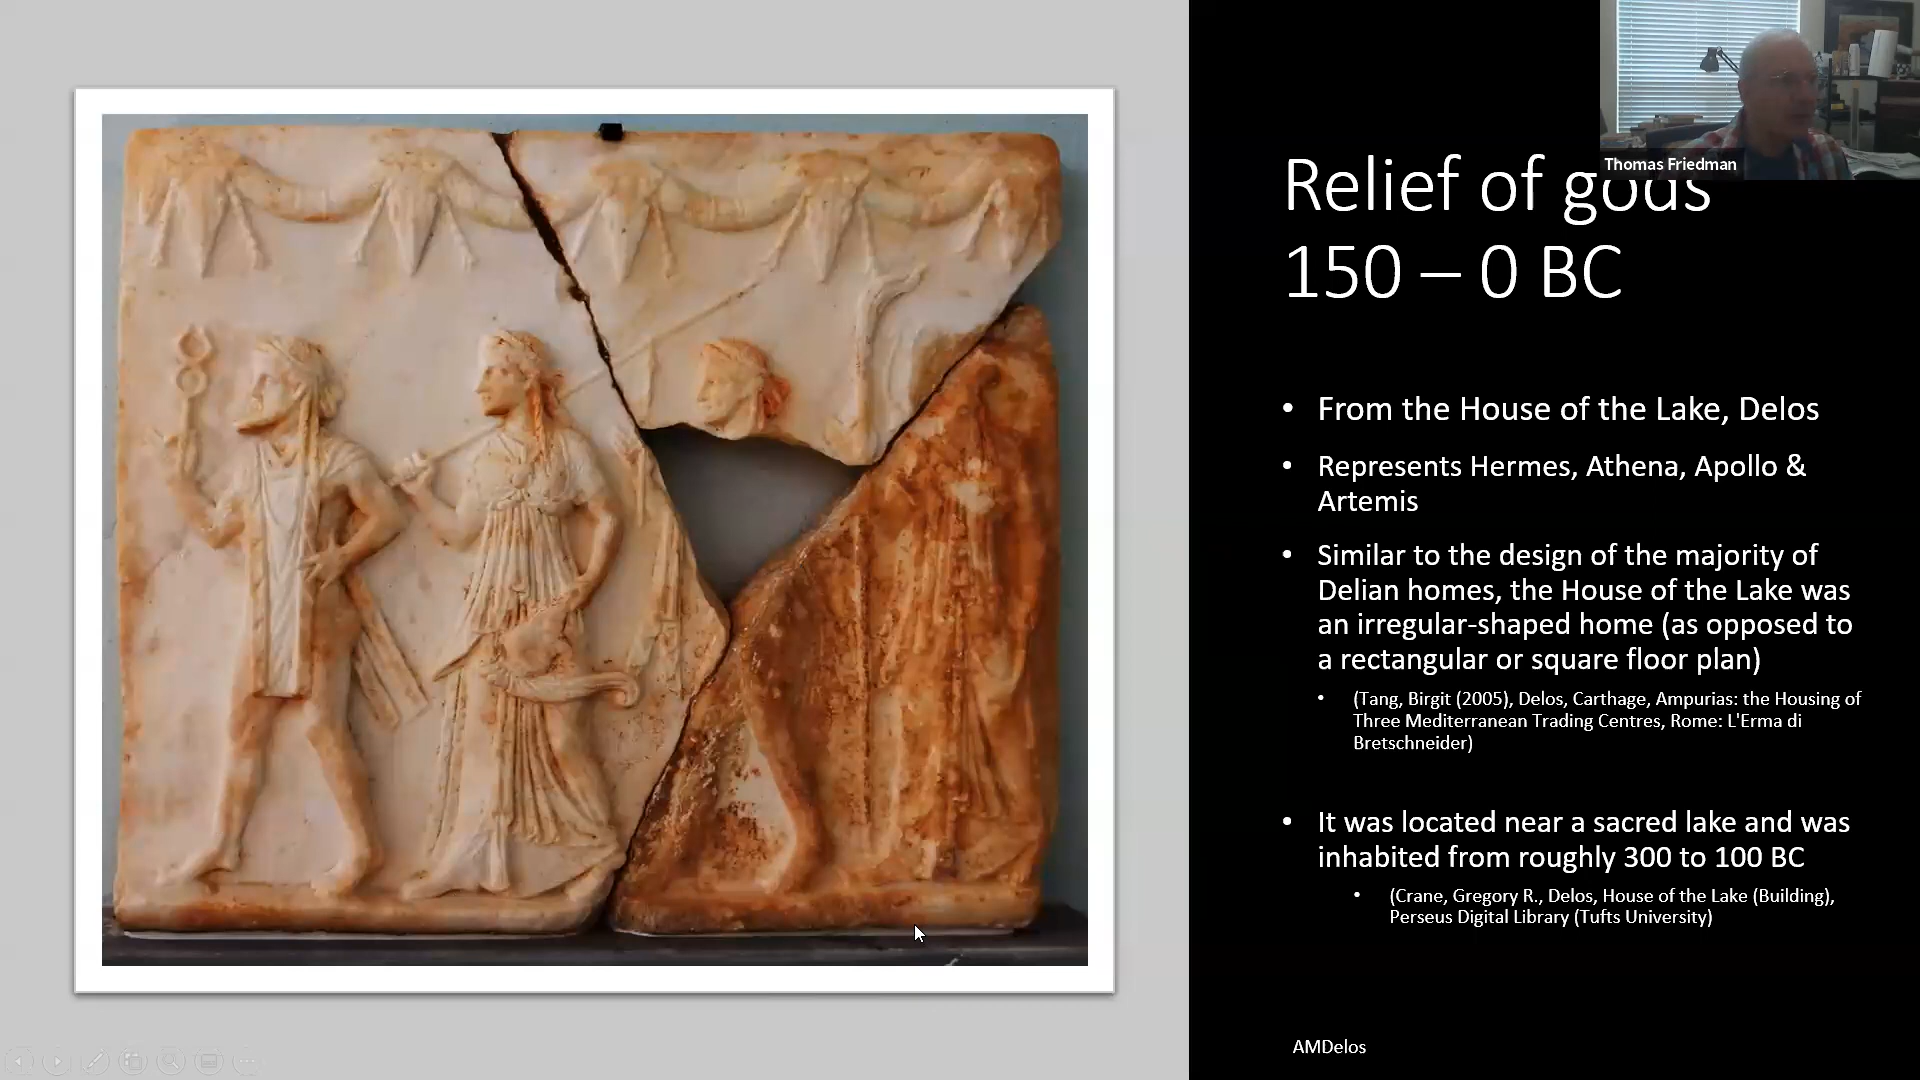 Thomas Friedman
Relief of gods
150 – 0 BC
• From the House of the Lake, Delos
• Represents Hermes, Athena, Apollo &
Artemis
• Similar to the design of the majority of
Delian homes, the House of the Lake was
an irregular-shaped home (as opposed to
a rectangular or square floor plan)
• (Tang, Birgit (2005), Delos, Carthage, Ampurias: the Housing of
Three Mediterranean Trading Centres, Rome: L'Erma di
Bretschneider)
• It was located near a sacred lake and was
inhabited from roughly 300 to 100 BC
• (Crane, Gregory R., Delos, House of the Lake (Building),
Perseus Digital Library (Tufts University)
AMDelos